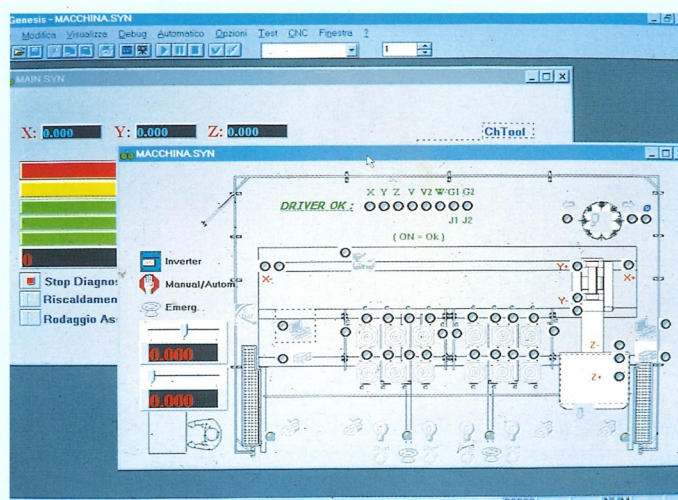 Genesis - MACCHINA.SYN
Modifica Visualizza Debug Automatico Opzioni Test CNC Finestra ?
1
MAIN.SYN
X: 0.000 Y: 0.000 Z: 0.000
ChTool
MACCHINA.SYN
X Y Z V V2 W G1 G2
DRIVER OK :
J1 J2
( ON = Ok )
Inverter
Manual/Autom.
Emerg.
0
Stop Diagnos
Riscaldamen
Rodaggio As
X-
Y+
X+
Y-
Z-
Z+
0.000
0.000